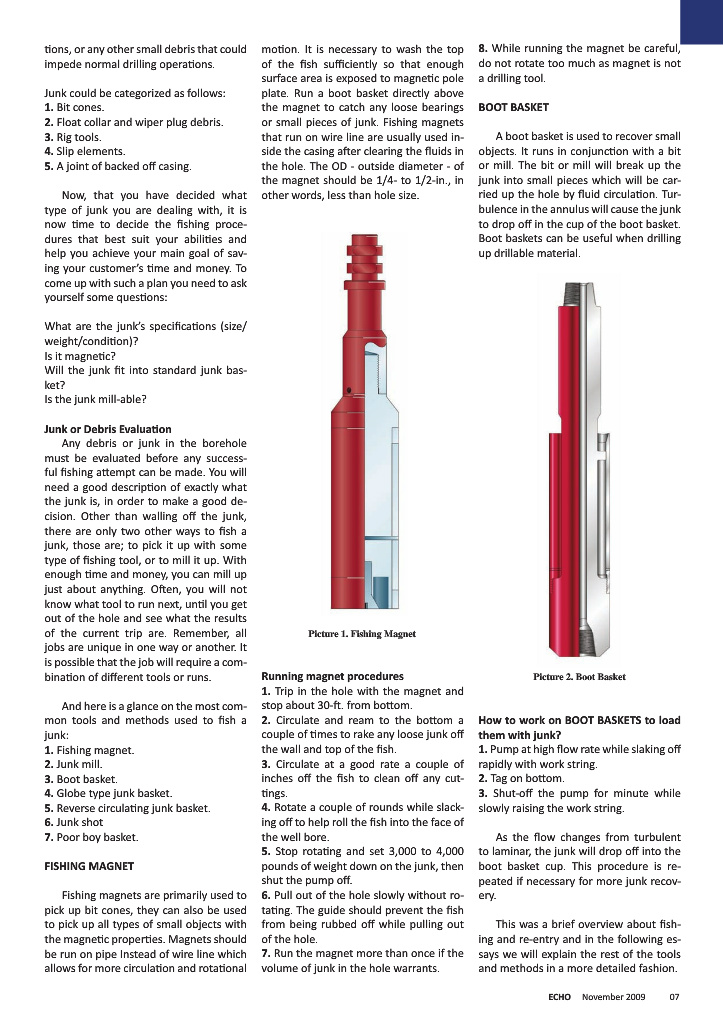 tions, or any other small debris that could
impede normal drilling operations.
Junk could be categorized as follows:
1. Bit cones.
2. Float collar and wiper plug debris.
3. Rig tools.
4. Slip elements.
5. A joint of backed off casing.
Now, that you have decided what
type of junk you are dealing with, it is
now time to decide the fishing proce-
dures that best suit your abilities and
help you achieve your main goal of sav-
ing your customer's time and money. To
come up with such a plan you need to ask
yourself some questions:
What are the junk's specifications (size/
weight/condition)?
Is it magnetic?
Will the junk fit into standard junk bas-
ket?
Is the junk mill-able?
Junk or Debris Evaluation
Any debris or junk in the borehole
must be evaluated before any success-
ful fishing attempt can be made. You will
need a good description of exactly what
the junk is, in order to make a good de-
cision. Other than walling off the junk,
there are only two other ways to fish a
junk, those are; to pick it up with some
type of fishing tool, or to mill it up. With
enough time and money, you can mill up
just about anything. Often, you will not
know what tool to run next, until you get
out of the hole and see what the results
of the current trip are. Remember, all
jobs are unique in one way or another. It
is possible that the job will require a com-
bination of different tools or runs.
And here is a glance on the most com-
mon tools and methods used to fish a
junk:
1. Fishing magnet.
2. Junk mill.
3. Boot basket.
4. Globe type junk basket.
5. Reverse circulating junk basket.
6. Junk shot
7. Poor boy basket.
FISHING MAGNET
Fishing magnets are primarily used to
pick up bit cones, they can also be used
to pick up all types of small objects with
the magnetic properties. Magnets should
be run on pipe Instead of wire line which
allows for more circulation and rotational
motion. It is necessary to wash the top
of the fish sufficiently so that enough
surface area is exposed to magnetic pole
plate. Run a boot basket directly above
the magnet to catch any loose bearings
or small pieces of junk. Fishing magnets
that run on wire line are usually used in-
side the casing after clearing the fluids in
the hole. The OD - outside diameter - of
the magnet should be 1/4- to 1/2-in., in
other words, less than hole size.
Picture 1. Fishing Magnet
Running magnet procedures
1. Trip in the hole with the magnet and
stop about 30-ft. from bottom.
2. Circulate and ream to the bottom a
couple of times to rake any loose junk off
the wall and top of the fish.
3. Circulate at a good rate a couple of
inches off the fish to clean off any cut-
tings.
4. Rotate a couple of rounds while slack-
ing off to help roll the fish into the face of
the well bore.
5. Stop rotating and set 3,000 to 4,000
pounds of weight down on the junk, then
shut the pump off.
6. Pull out of the hole slowly without ro-
tating. The guide should prevent the fish
from being rubbed off while pulling out
of the hole.
7. Run the magnet more than once if the
volume of junk in the hole warrants.
8. While running the magnet be careful,
do not rotate too much as magnet is not
a drilling tool.
BOOT BASKET
A boot basket is used to recover small
objects. It runs in conjunction with a bit
or mill. The bit or mill will break up the
junk into small pieces which will be car-
ried up the hole by fluid circulation. Tur-
bulence in the annulus will cause the junk
to drop off in the cup of the boot basket.
Boot baskets can be useful when drilling
up drillable material.
Picture 2. Boot Basket
How to work on BOOT BASKETS to load
them with junk?
1. Pump at high flow rate while slaking off
rapidly with work string.
2. Tag on bottom.
3. Shut-off the pump for minute while
slowly raising the work string.
As the flow changes from turbulent
to laminar, the junk will drop off into the
boot basket cup. This procedure is re-
peated if necessary for more junk recov-
ery.
This was a brief overview about fish-
ing and re-entry and in the following es-
says we will explain the rest of the tools
and methods in a more detailed fashion.
ECHO November 2009 07